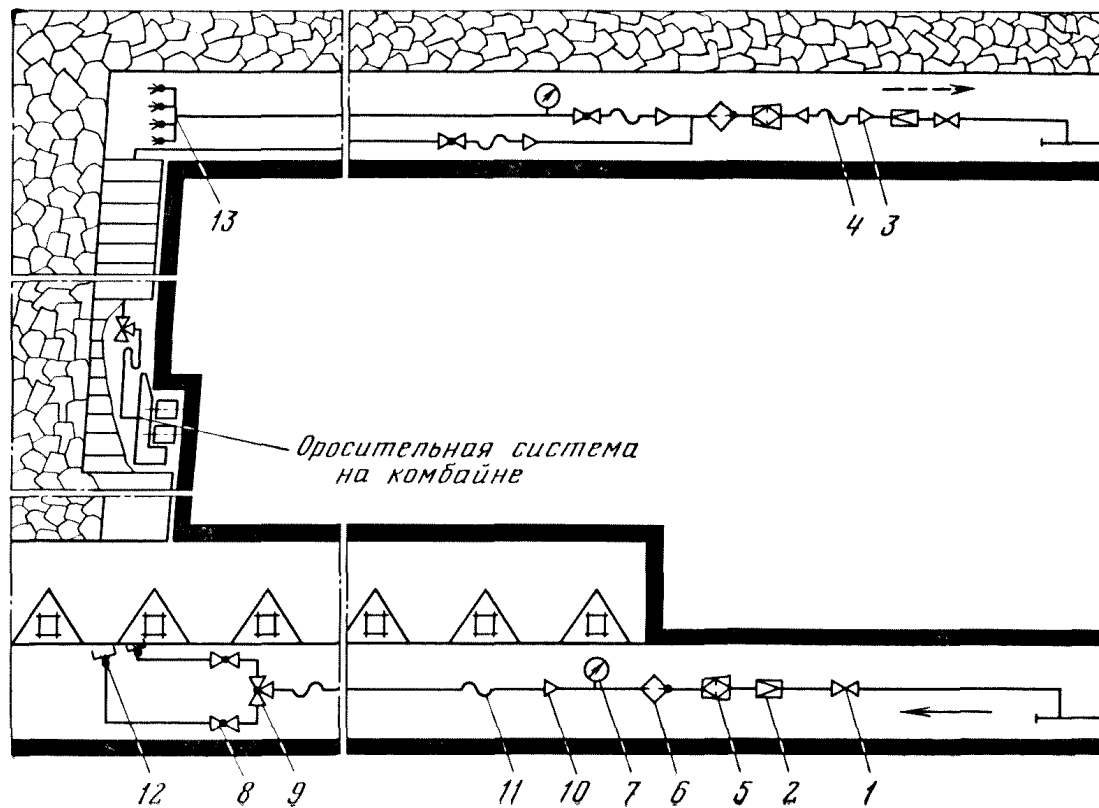 13
4 3
Оросительная система
на комбайне
12 8 9 11 10 7 6 5 2 1